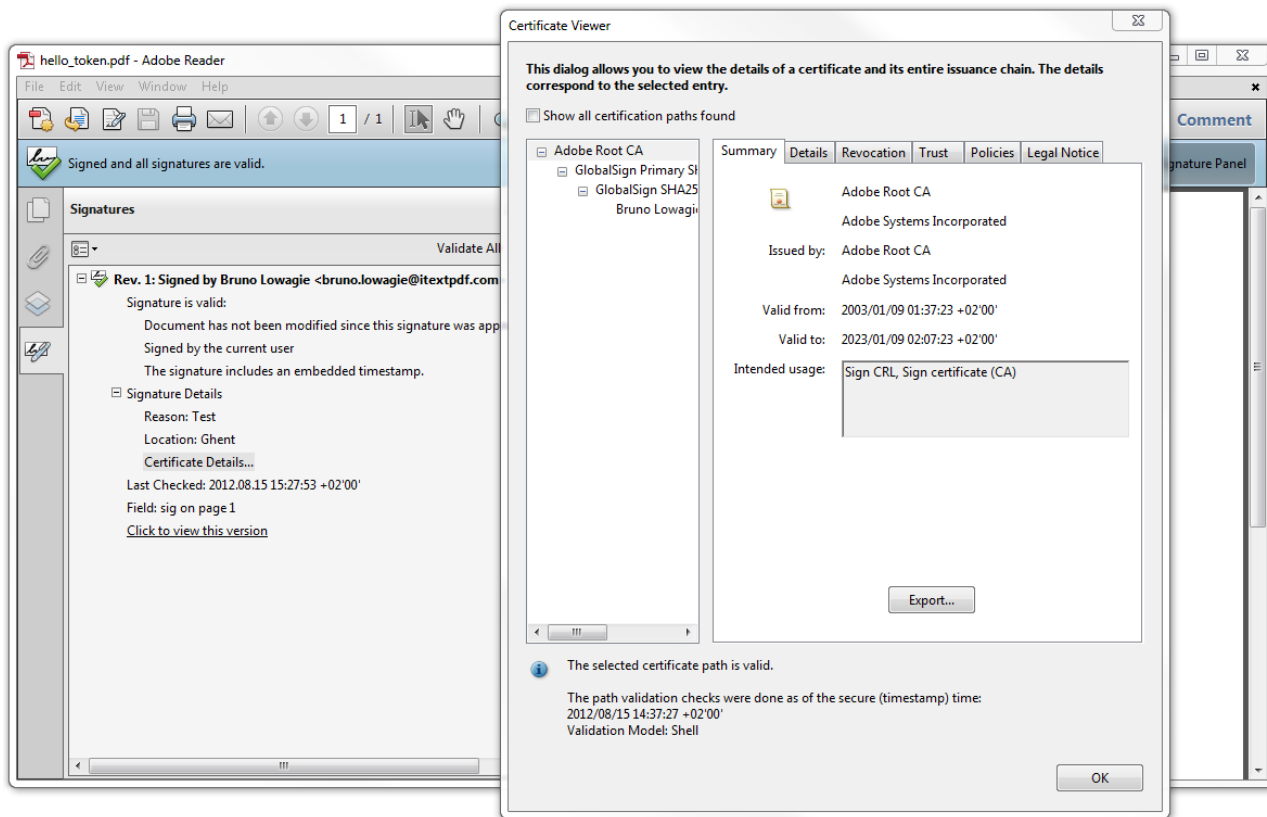 hello_token.pdf - Adobe Reader
File Edit View Window Help
1 / 1
Comment
Signed and all signatures are valid.
Signature Panel
Signatures
Validate All
Rev. 1: Signed by Bruno Lowagie <bruno.lowagie@itextpdf.com
Signature is valid:
Document has not been modified since this signature was app
Signed by the current user
The signature includes an embedded timestamp.
Signature Details
Reason: Test
Location: Ghent
Certificate Details...
Last Checked: 2012.08.15 15:27:53 +02'00'
Field: sig on page 1
Click to view this version
Certificate Viewer
This dialog allows you to view the details of a certificate and its entire issuance chain. The details
correspond to the selected entry.
Show all certification paths found
Adobe Root CA
GlobalSign Primary SH
GlobalSign SHA25
Bruno Lowagie
Summary Details Revocation Trust Policies Legal Notice
Adobe Root CA
Adobe Systems Incorporated
Issued by: Adobe Root CA
Adobe Systems Incorporated
Valid from: 2003/01/09 01:37:23 +02'00'
Valid to: 2023/01/09 02:07:23 +02'00'
Intended usage: Sign CRL, Sign certificate (CA)
Export...
The selected certificate path is valid.
The path validation checks were done as of the secure (timestamp) time:
2012/08/15 14:37:27 +02'00'
Validation Model: Shell
OK